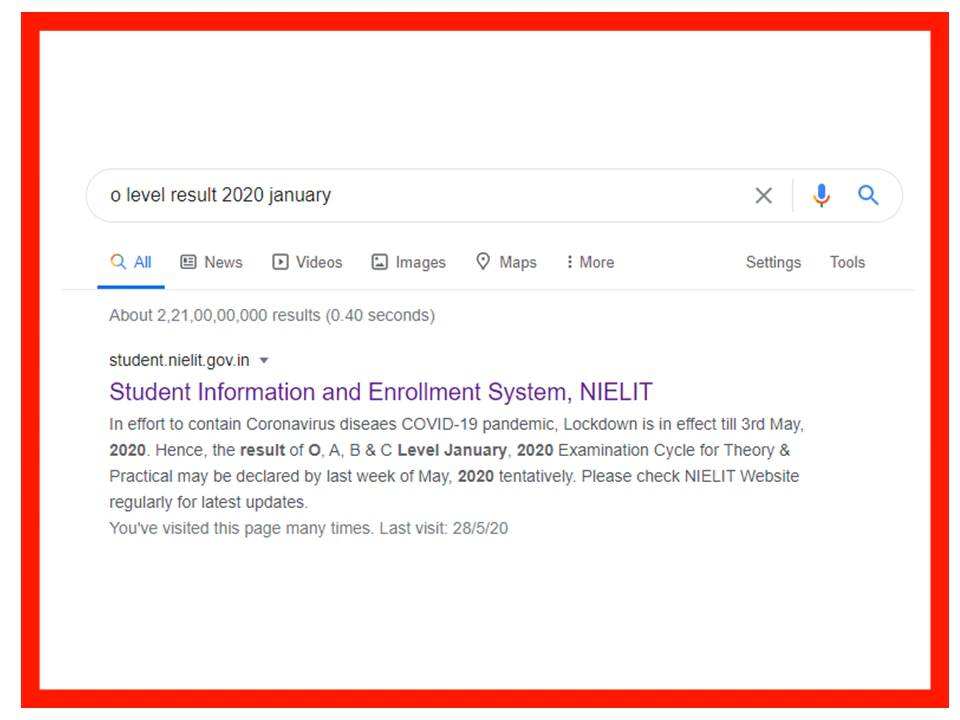 o level result 2020 january
All News Videos Images Maps More Settings Tools
About 2,21,00,00,000 results (0.40 seconds)
student.nielit.gov.in
Student Information and Enrollment System, NIELIT
In effort to contain Coronavirus diseaes COVID-19 pandemic, Lockdown is in effect till 3rd May,
2020. Hence, the result of O, A, B & C Level January, 2020 Examination Cycle for Theory &
Practical may be declared by last week of May, 2020 tentatively. Please check NIELIT Website
regularly for latest updates.
You've visited this page many times. Last visit: 28/5/20